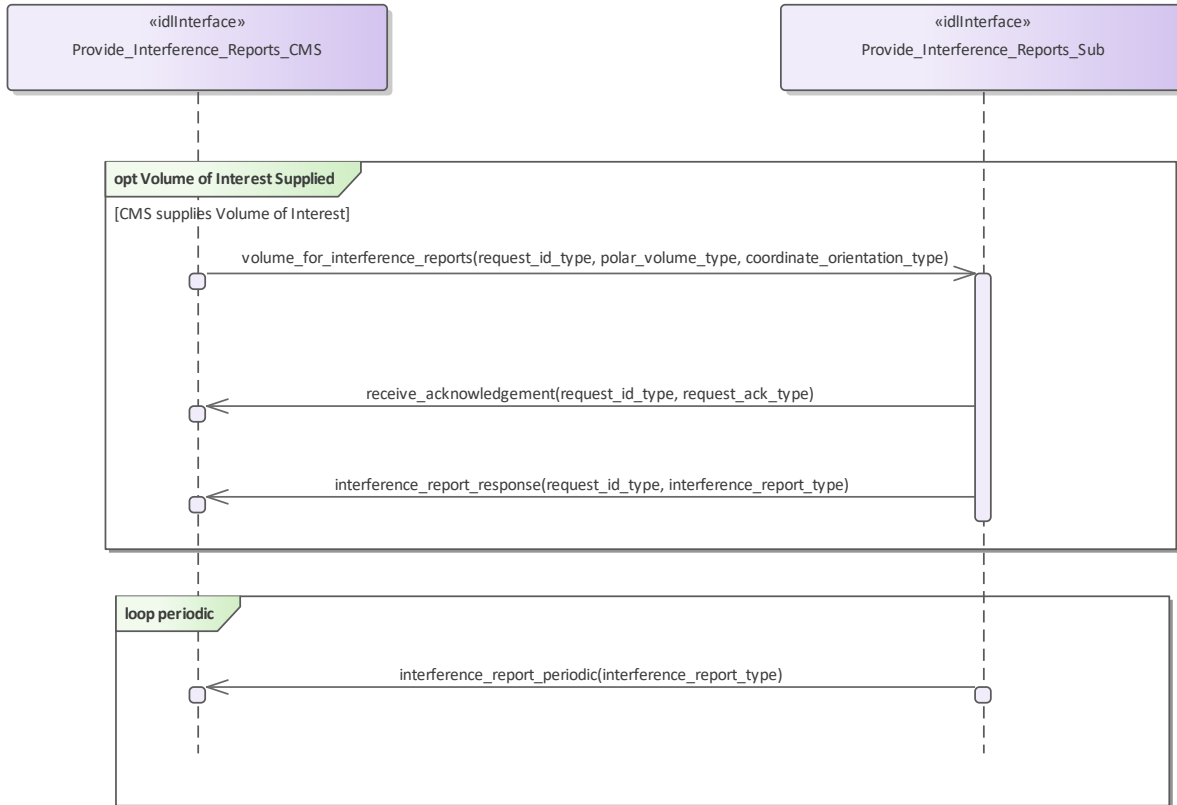 «idlInterface»
Provide_Interference_Reports_CMS
«idlInterface»
Provide_Interference_Reports_Sub
opt Volume of Interest Supplied
[CMS supplies Volume of Interest]
volume_for_interference_reports(request_id_type, polar_volume_type, coordinate_orientation_type)
receive_acknowledgement(request_id_type, request_ack_type)
interference_report_response(request_id_type, interference_report_type)
loop periodic
interference_report_periodic(interference_report_type)